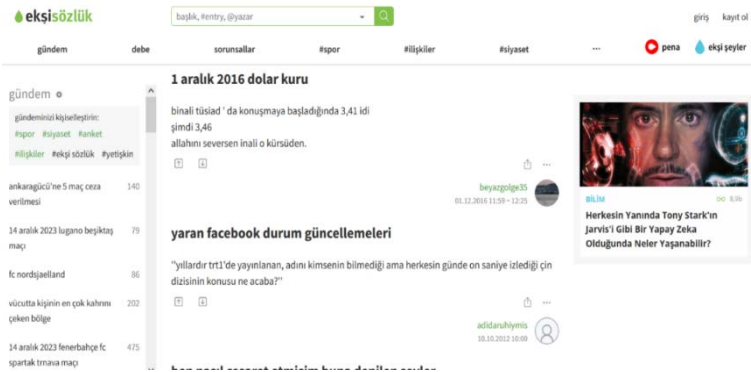 ekşisözlük
başlık, #entry, @yazar
giriş kayıt ol
gündem debe sorunsallar #spor #ilişkiler #siyaset ... pena ekşi şeyler
gündem
gündeminizi kişiselleştirin:
#spor #siyaset #anket
#ilişkiler #ekşi sözlük #yetişkin
ankaragücü'ne 5 maç ceza 140
verilmesi
14 aralık 2023 lugano beşiktaş 79
maçı
fc nordsjaelland 86
vücutta kişinin en çok kahrını 202
çeken bölge
14 aralık 2023 fenerbahçe fc 475
spartak trnava maçı
1 aralık 2016 dolar kuru
binali tüsiad ' da konuşmaya başladığında 3,41 idi
şimdi 3,46
allahını seversen inali o kürsüden.
beyazgolge35
01.12.2016 11:59 ~ 12:25
yaran facebook durum güncellemeleri
"yıllardır trt1'de yayınlanan, adını kimsenin bilmediği ama herkesin günde on saniye izlediği çin
dizisinin konusu ne acaba?"
adidaruhiymis
10.10.2012 10:00
BİLİM
Herkesin Yanında Tony Stark'ın
Jarvis'i Gibi Bir Yapay Zeka
Olduğunda Neler Yaşanabilir?